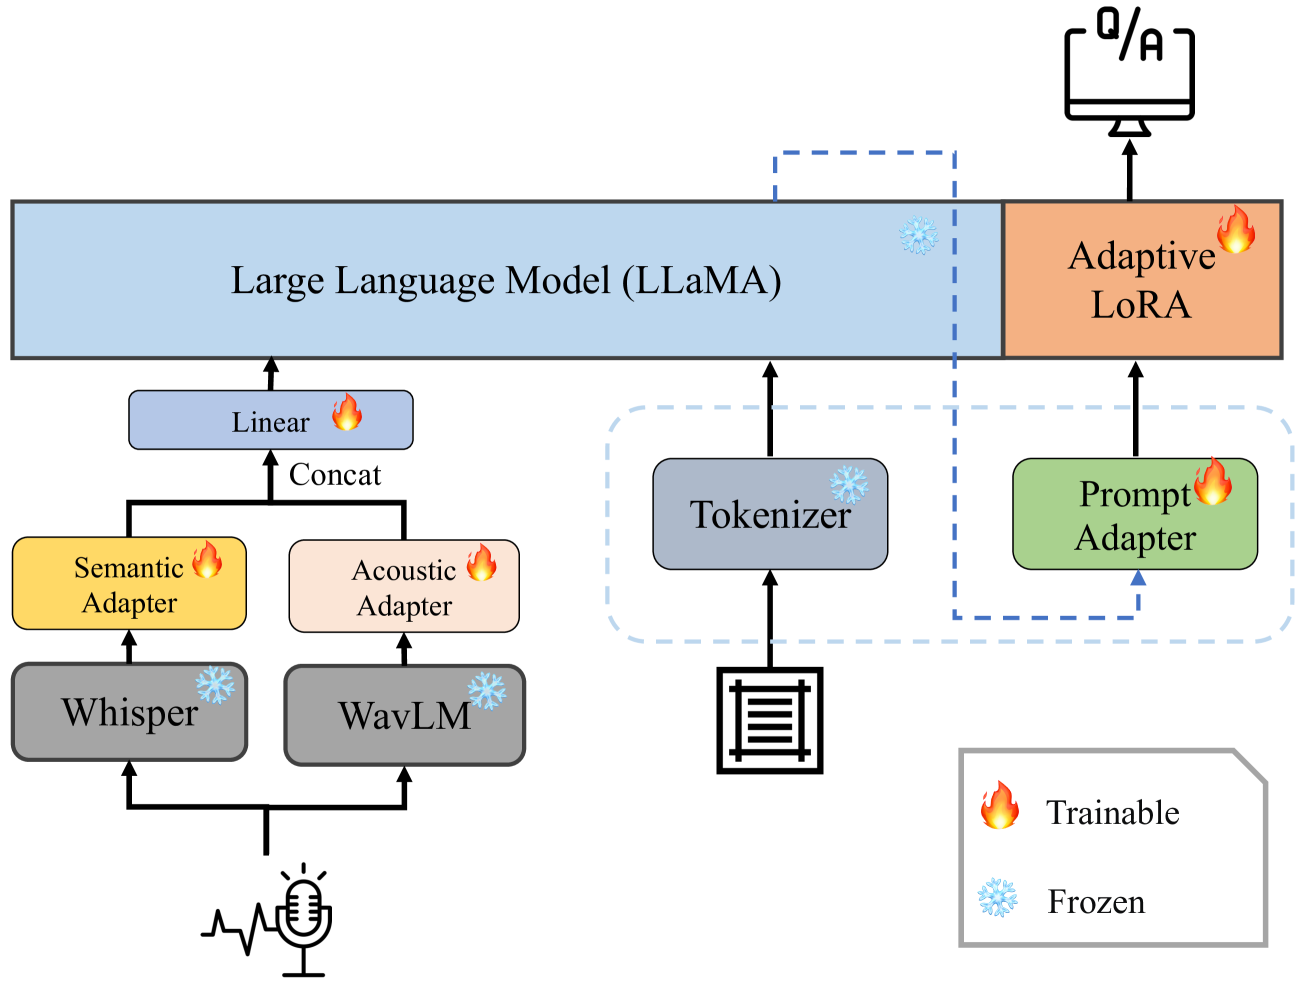 Q/A
Large Language Model (LLaMA)
Adaptive
LoRA
Linear
Concat
Semantic
Adapter
Acoustic
Adapter
Tokenizer
Prompt
Adapter
Whisper
WavLM
Trainable
Frozen